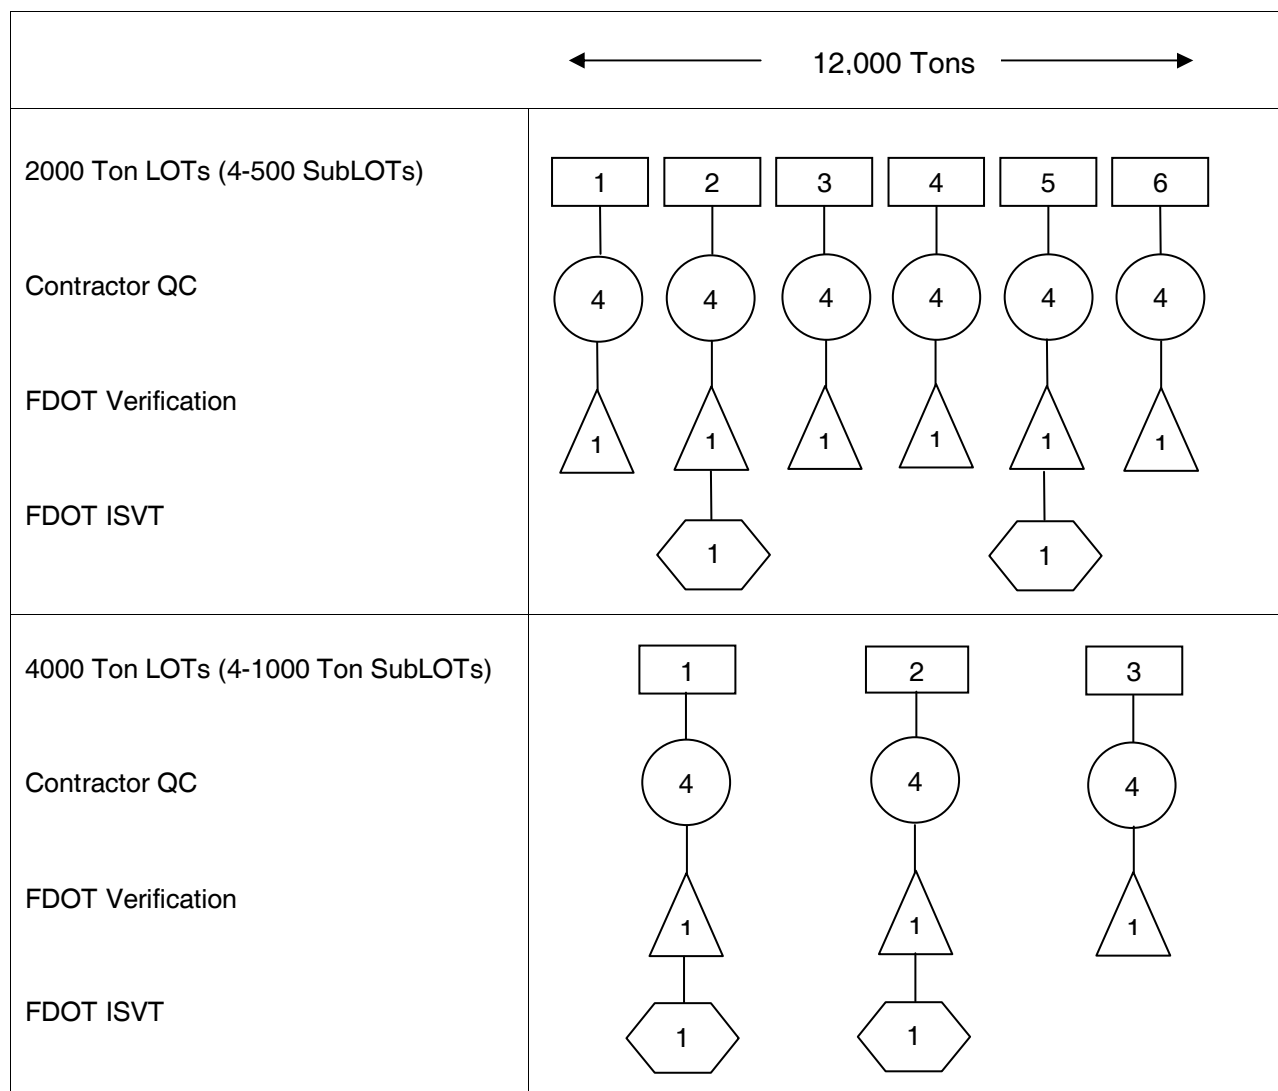 12,000 Tons
2000 Ton LOTs (4-500 SubLOTs)
1 2 3 4 5 6
Contractor QC
4 4 4 4 4 4
FDOT Verification
1 1 1 1 1 1
FDOT ISVT
1 1
4000 Ton LOTs (4-1000 Ton SubLOTs)
1 2 3
Contractor QC
4 4 4
FDOT Verification
1 1 1
FDOT ISVT
1 1